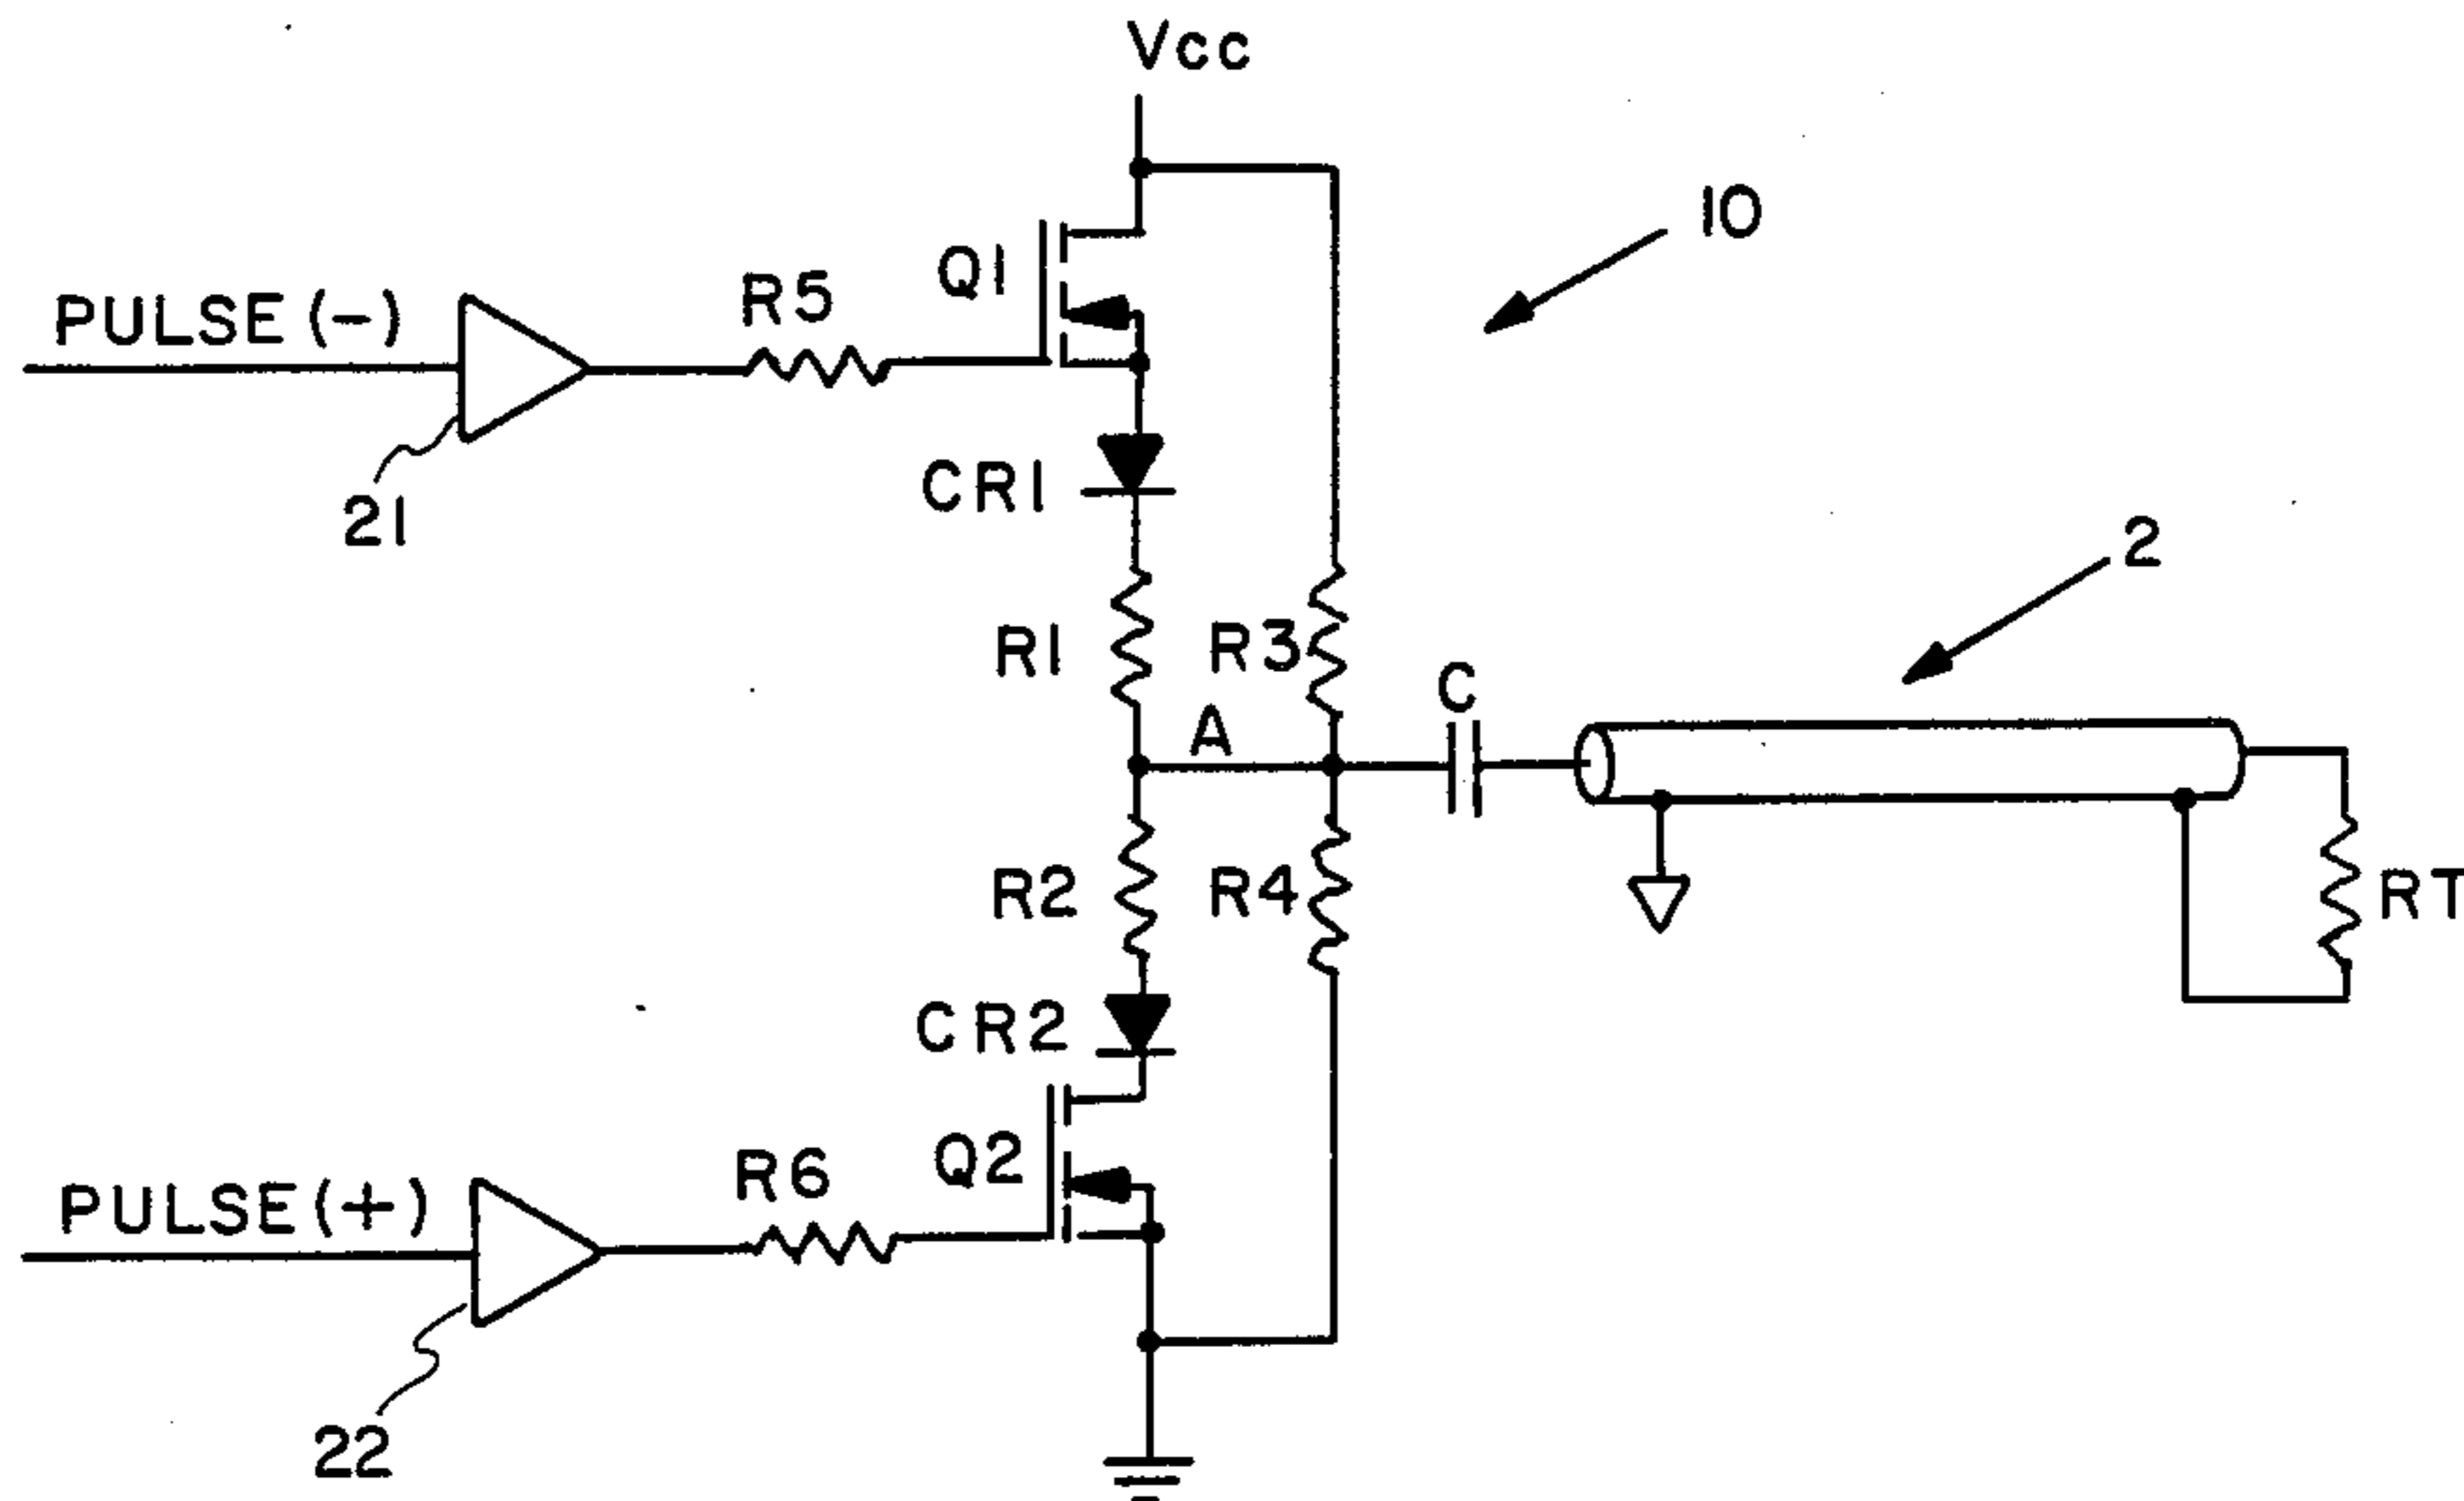 Vcc
10
Q1
R5
PULSE(-)
CR1
21
2
R1
R3
C
A
R2
R4
RT
CR2
Q2
R6
PULSE(+)
22